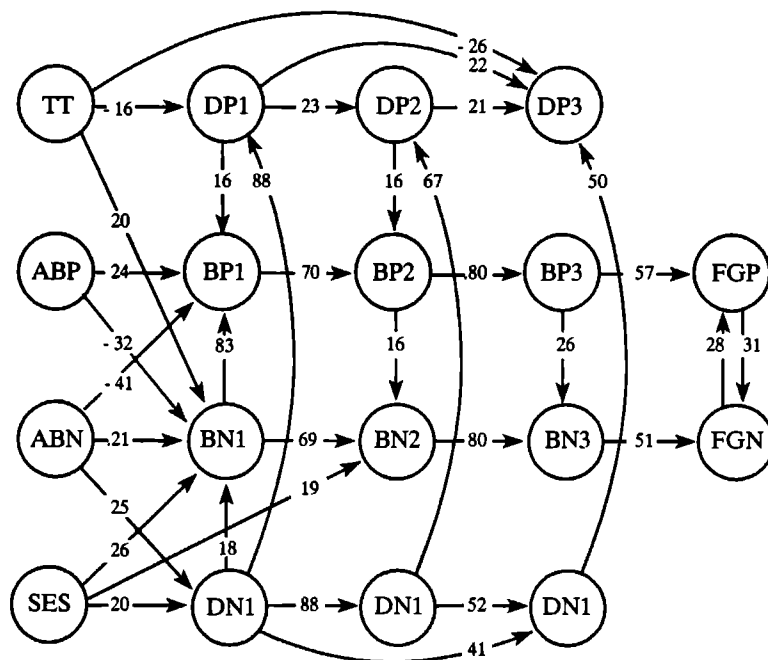 - 26
22
TT - 16 DP1 23 DP2 21 DP3
16 88 16 67 50
20
ABP 24 BP1 70 BP2 80 BP3 57 FGP
- 32 83 16 26 28 31
- 41
ABN .21 BN1 69 BN2 80 BN3 51 FGN
25 19
26 18
SES 20 DN1 88 DN1 52 DN1
41